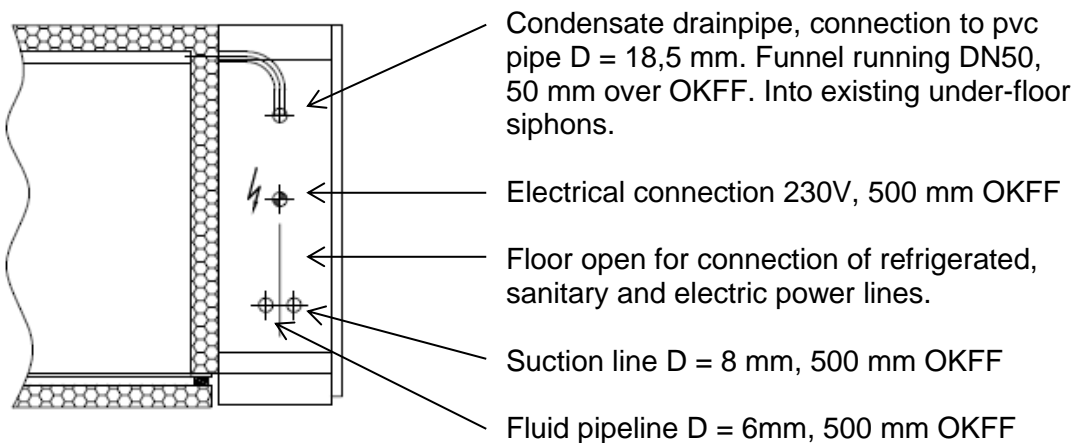 Condensate drainpipe, connection to pvc
pipe D = 18,5 mm. Funnel running DN50,
50 mm over OKFF. Into existing under-floor
siphons.
Electrical connection 230V, 500 mm OKFF
Floor open for connection of refrigerated,
sanitary and electric power lines.
Suction line D = 8 mm, 500 mm OKFF
Fluid pipeline D = 6mm, 500 mm OKFF